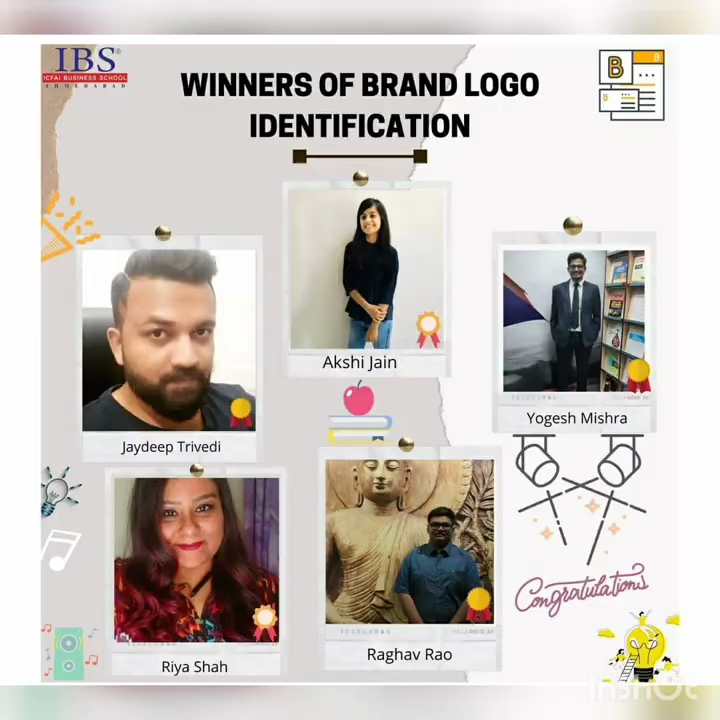 IBS
ICFAI BUSINESS SCHOOL
AHMEDABAD
WINNERS OF BRAND LOGO
IDENTIFICATION
B
B
B
Akshi Jain
Jaydeep Trivedi
Yogesh Mishra
Riya Shah
Raghav Rao
Congratulations
InShOt